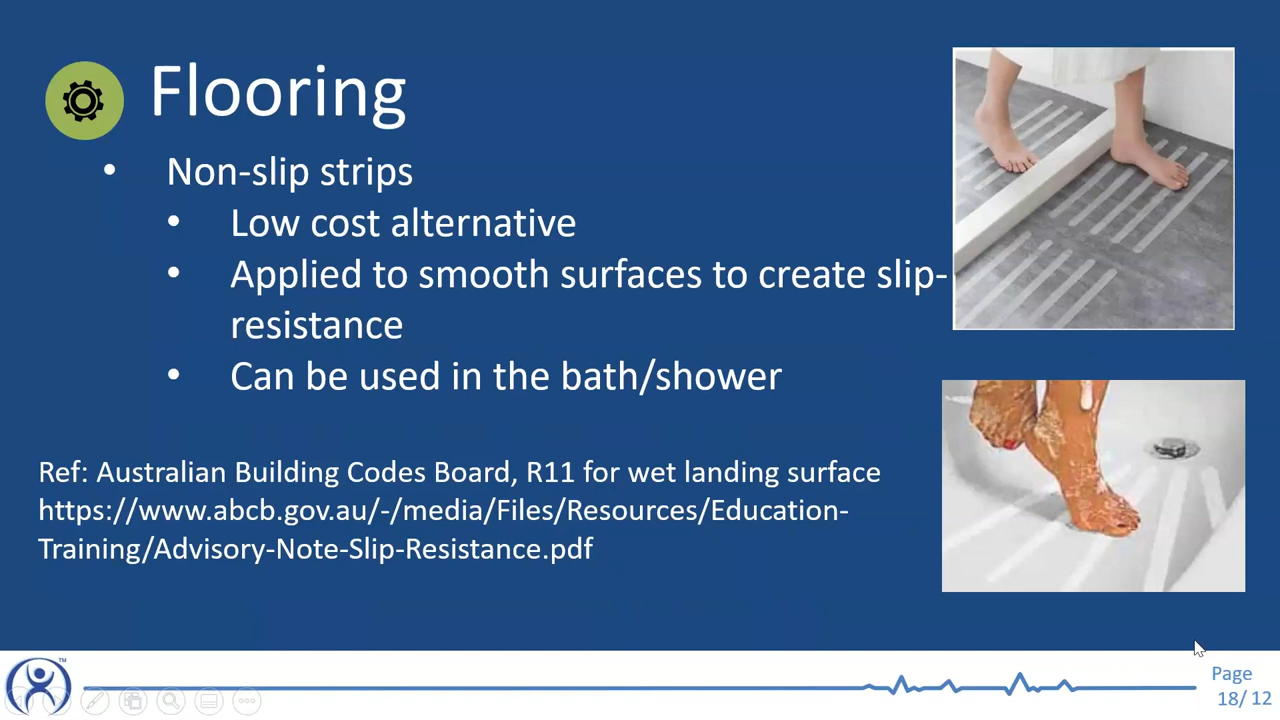 Flooring
• Non-slip strips
• Low cost alternative
• Applied to smooth surfaces to create slip-
resistance
• Can be used in the bath/shower
Ref: Australian Building Codes Board, R11 for wet landing surface
https://www.abcb.gov.au/-/media/Files/Resources/Education-
Training/Advisory-Note-Slip-Resistance.pdf
TM
Page
18/ 12